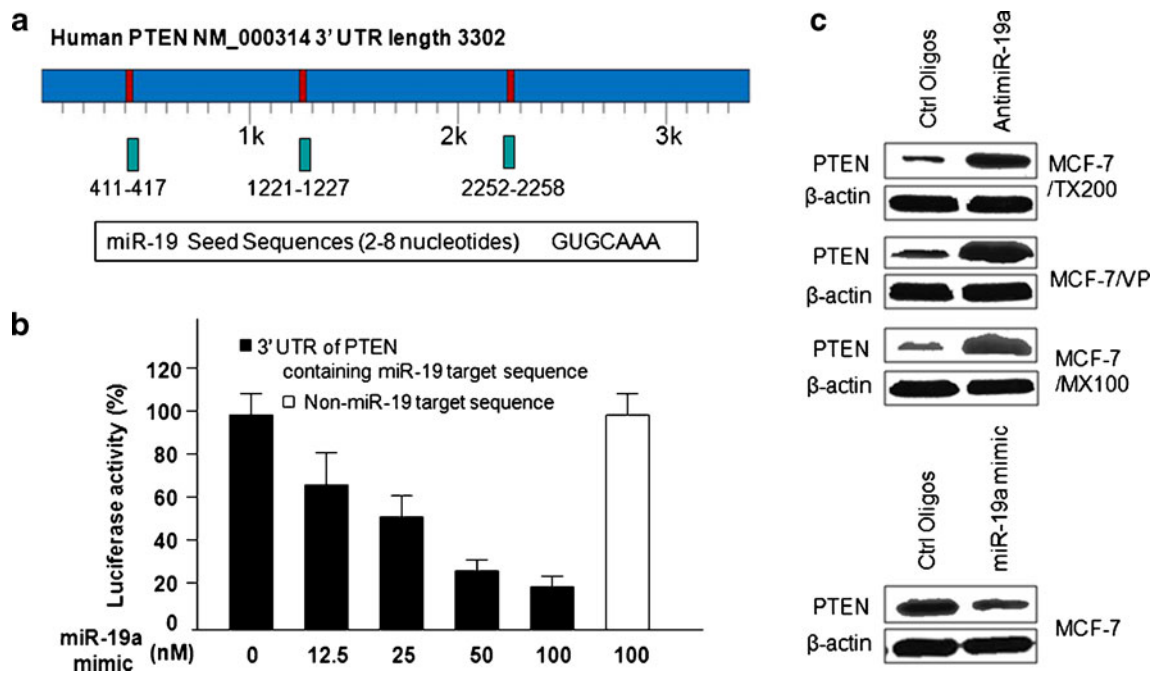 a
Human PTEN NM_000314 3' UTR length 3302
1k 2k 3k
411-417 1221-1227 2252-2258
miR-19 Seed Sequences (2-8 nucleotides) GUGCAAA
b
3' UTR of PTEN
containing miR-19 target sequence
Non-miR-19 target sequence
Luciferase activity (%)
120
100
80
60
40
20
0
miR-19a
mimic (nM) 0 12.5 25 50 100 100
c
Ctrl Oligos AntimiR-19a
PTEN
β-actin
MCF-7
/TX200
PTEN
β-actin
MCF-7/VP
PTEN
β-actin
MCF-7
/MX100
Ctrl Oligos miR-19a mimic
PTEN
β-actin
MCF-7